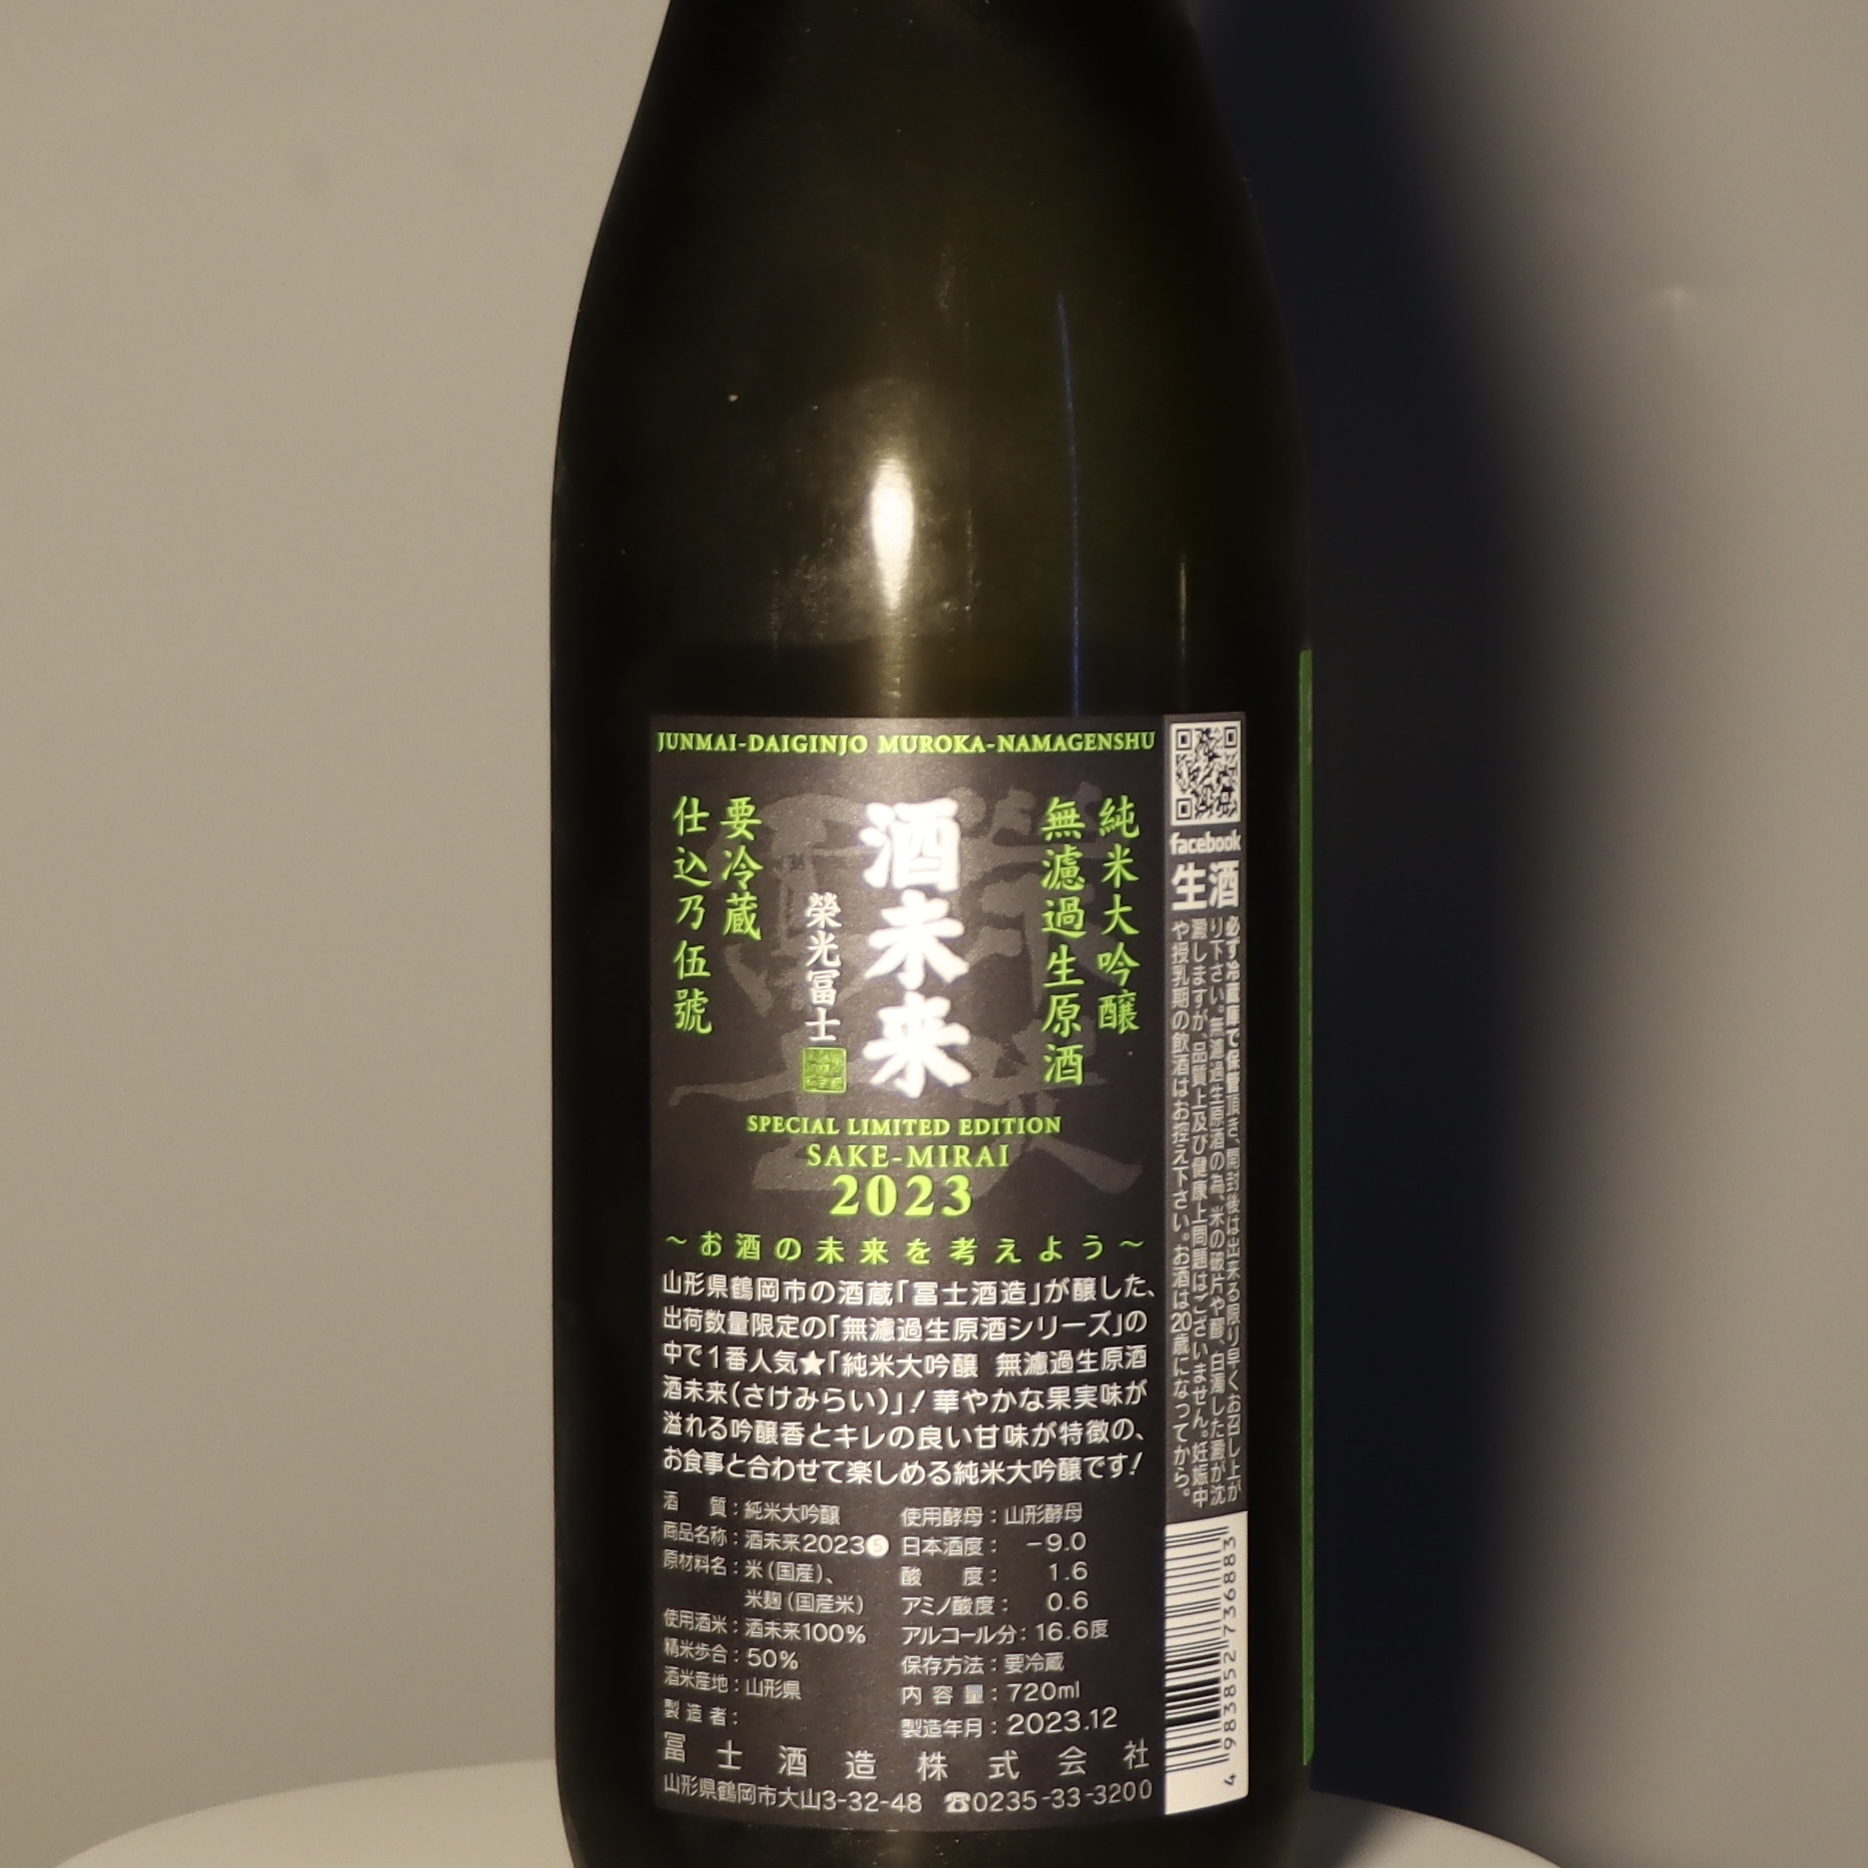 JUNMAI-DAIGINJO MUROKA-NAMAGENSHU
純米大吟醸
無濾過生原酒
酒未来
榮光冨士
要冷蔵
仕込乃伍號
SPECIAL LIMITED EDITION
SAKE-MIRAI
2023
～お酒の未来を考えよう～
山形県鶴岡市の酒蔵「冨士酒造」が醸した、
出荷数量限定の「無濾過生原酒シリーズ」の
中で1番人気★「純米大吟醸 無濾過生原酒
酒未来(さけみらい)」！華やかな果実味が
溢れる吟醸香とキレの良い甘味が特徴の、
お食事と合わせて楽しめる純米大吟醸です！
酒質：純米大吟醸
商品名称：酒未来2023❺
原材料名：米(国産)、
米麹(国産米)
使用酒米：酒未来100%
精米歩合：50%
酒米産地：山形県
製造者：
使用酵母：山形酵母
日本酒度：−9.0
酸度：1.6
アミノ酸度：0.6
アルコール分：16.6度
保存方法：要冷蔵
内容量：720ml
製造年月：2023.12
冨士酒造株式会社
山形県鶴岡市大山3-32-48 ☎0235-33-3200
facebook
生酒
必ず冷蔵庫で保管頂き、開封後は出来る限り早くお召し上が
り下さい。無濾過生原酒の為、米の破片や醪、白濁した澱が沈
澱しますが、品質上及び健康上問題はございません。妊娠中
や授乳期の飲酒はお控え下さい。お酒は20歳になってから。
4 983852 736883